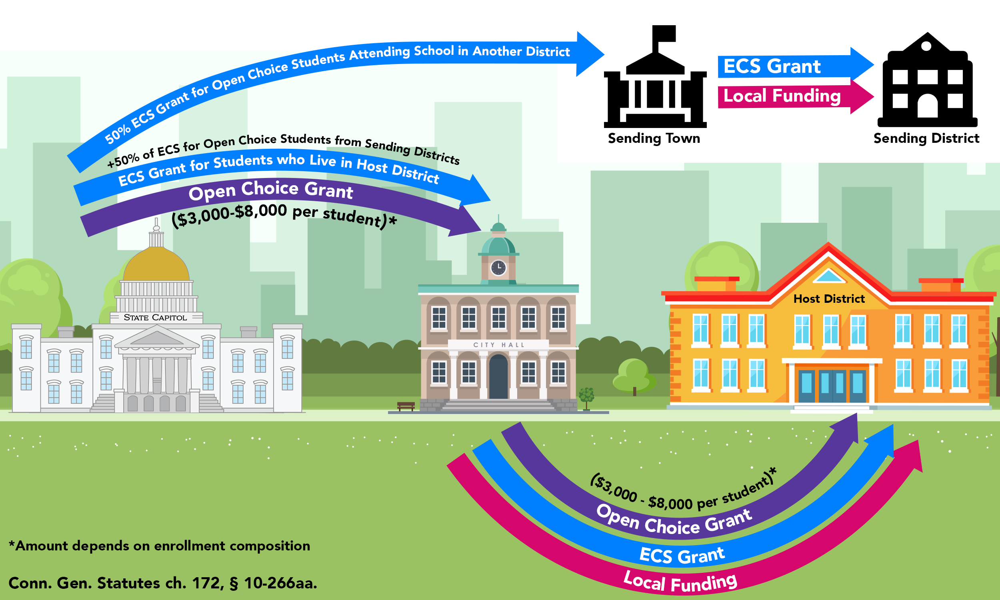 50% ECS Grant for Open Choice Students Attending School in Another District
ECS Grant
Local Funding
Sending Town
Sending District
+50% of ECS for Open Choice Students from Sending Districts
ECS Grant for Students who Live in Host District
Open Choice Grant
($3,000-$8,000 per student)*
STATE CAPITOL
CITY HALL
Host District
($3,000 - $8,000 per student)*
Open Choice Grant
ECS Grant
Local Funding
*Amount depends on enrollment composition
Conn. Gen. Statutes ch. 172, § 10-266aa.